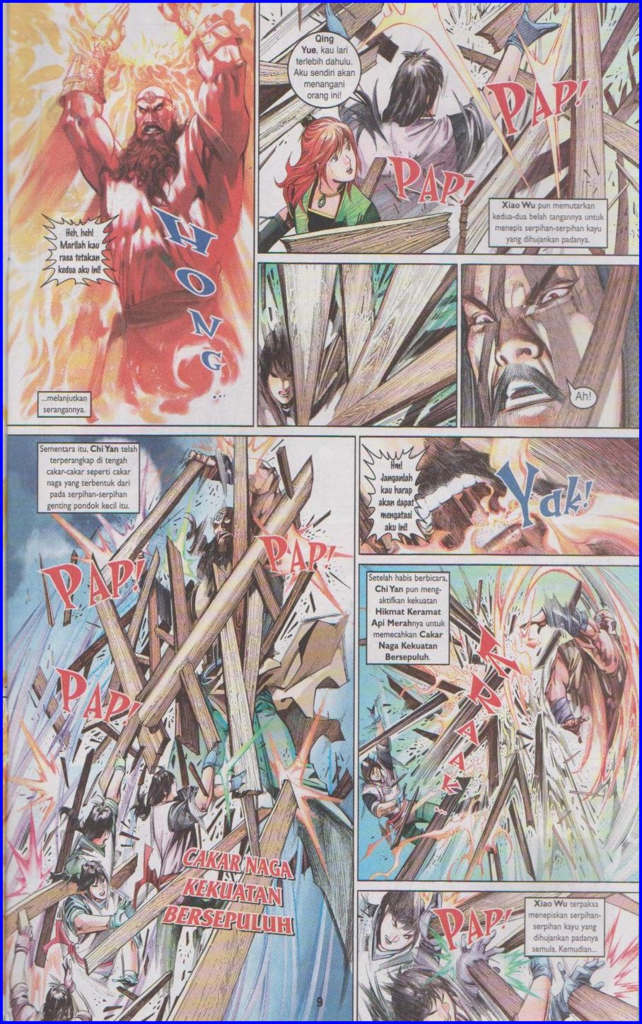 Heh, heh!
Marilah kau
rasa tetakan
kedua aku ini!
HONG
...melanjutkan
serangannya.
Qing
Yue, kau lari
terlebih dahulu.
Aku sendiri akan
menangani
orang ini!
PAP!
PAP!
Xiao Wu pun memutarkan
kedua-dua belah tangannya untuk
menepis serpihan-serpihan kayu
yang dihujankan padanya.
Ah!
Sementara itu, Chi Yan telah
terperangkap di tengah
cakar-cakar seperti cakar
naga yang terbentuk dari
pada serpihan-serpihan
genting pondok kecil itu.
PAP!
PAP!
PAP!
CAKAR NAGA
KEKUATAN
BERSEPULUH
Hm!
Janganlah
kau harap
akan dapat
mengatasi
aku ini!
Yak!
Setelah habis berbicara,
Chi Yan pun meng-
aktifkan kekuatan
Hikmat Keramat
Api Merahnya untuk
memecahkan Cakar
Naga Kekuatan
Bersepuluh.
KRAAAK
PAP!
Xiao Wu terpaksa
menepiskan serpihan-
serpihan kayu yang
dihujankan padanya
semula. Kemudian...
9